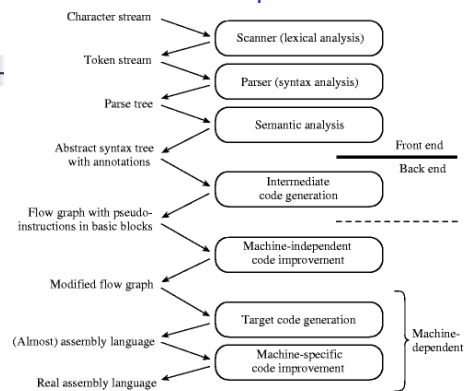 Character stream
Scanner (lexical analysis)
Token stream
Parser (syntax analysis)
Parse tree
Semantic analysis
Abstract syntax tree
with annotations
Front end
Back end
Intermediate
code generation
Flow graph with pseudo-
instructions in basic blocks
Machine-independent
code improvement
Modified flow graph
Target code generation
(Almost) assembly language
Machine-
dependent
Machine-specific
code improvement
Real assembly language